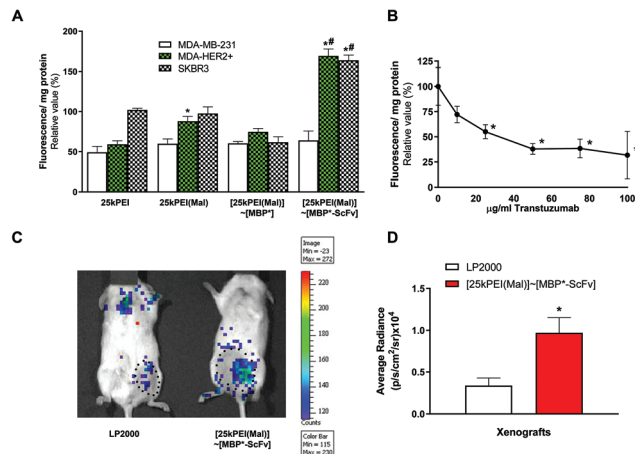 A
MDA-MB-231
MDA-HER2+
SKBR3
Fluorescence/ mg protein
Relative value (%)
200
150
100
50
0
*
*#
*#
25kPEI
25kPEI(Mal)
[25kPEI(Mal)]
~[MBP*]
[25kPEI(Mal)]
~[MBP*-ScFv]
B
Fluorescence/ mg protein
Relative value (%)
125
100
75
50
25
0
*
*
*
*
0
20
40
60
80
100
µg/ml Transtuzumab
C
Image
Min = -23
Max = 272
220
200
180
160
140
120
Counts
Color Bar
Min = 115
Max = 230
LP2000
[25kPEI(Mal)]
~[MBP*-ScFv]
D
LP2000
[25kPEI(Mal)]~[MBP*-ScFv]
Average Radiance
(p/s/cm²/sr)x10⁴
1.5
1.0
0.5
0.0
*
Xenografts